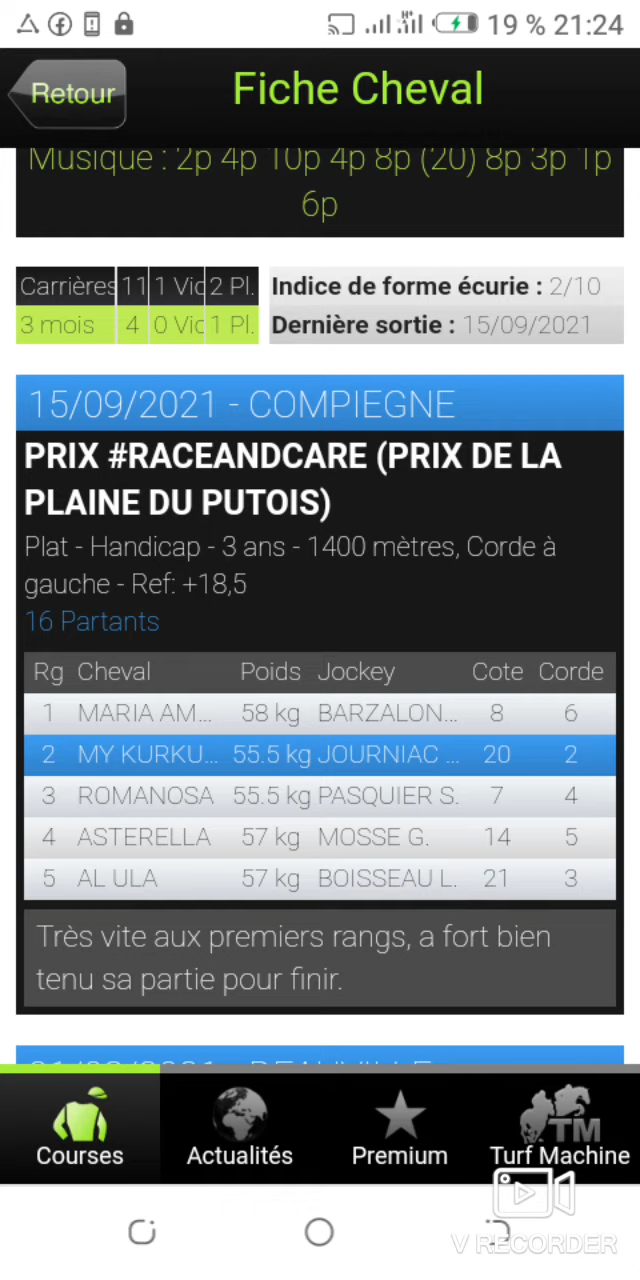 19 % 21:24
Retour
Fiche Cheval
Musique : 2p 4p 10p 4p 8p (20) 8p 3p 1p
6p
Carrières 11 1 Vic 2 Pl.
3 mois 4 0 Vic 1 Pl.
Indice de forme écurie : 2/10
Dernière sortie : 15/09/2021
15/09/2021 - COMPIEGNE
PRIX #RACEANDCARE (PRIX DE LA
PLAINE DU PUTOIS)
Plat - Handicap - 3 ans - 1400 mètres, Corde à
gauche - Ref: +18,5
16 Partants
Rg Cheval Poids Jockey Cote Corde
1 MARIA AM... 58 kg BARZALON... 8 6
2 MY KURKU... 55.5 kg JOURNIAC ... 20 2
3 ROMANOSA 55.5 kg PASQUIER S. 7 4
4 ASTERELLA 57 kg MOSSE G. 14 5
5 AL ULA 57 kg BOISSEAU L. 21 3
Très vite aux premiers rangs, a fort bien
tenu sa partie pour finir.
TM
Courses Actualités Premium Turf Machine
V RECORDER